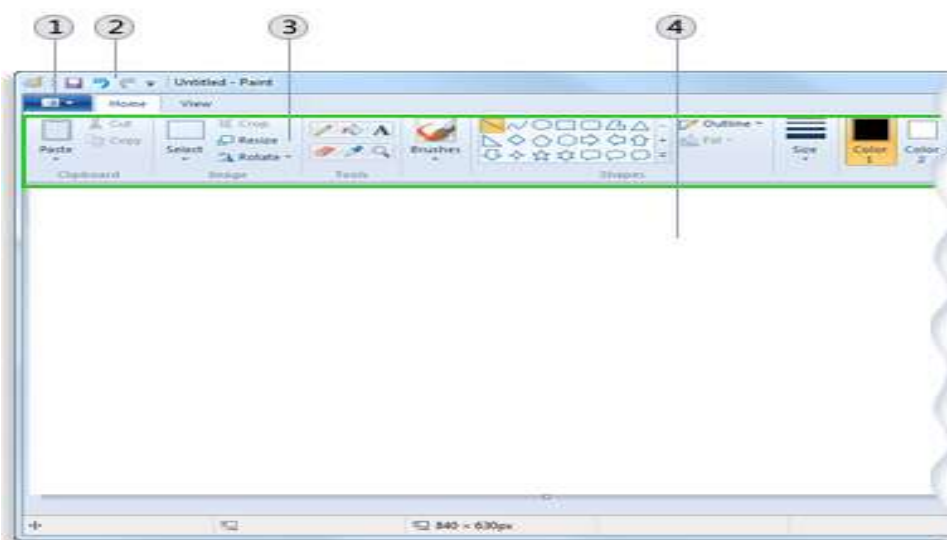 1 2 3 4
Untitled - Paint
Home View
Cut Crop Outline
Copy Resize Fill
Paste Select Rotate A Brushes Size Color 1 Color 2
Clipboard Image Tools Shapes
840 × 630px